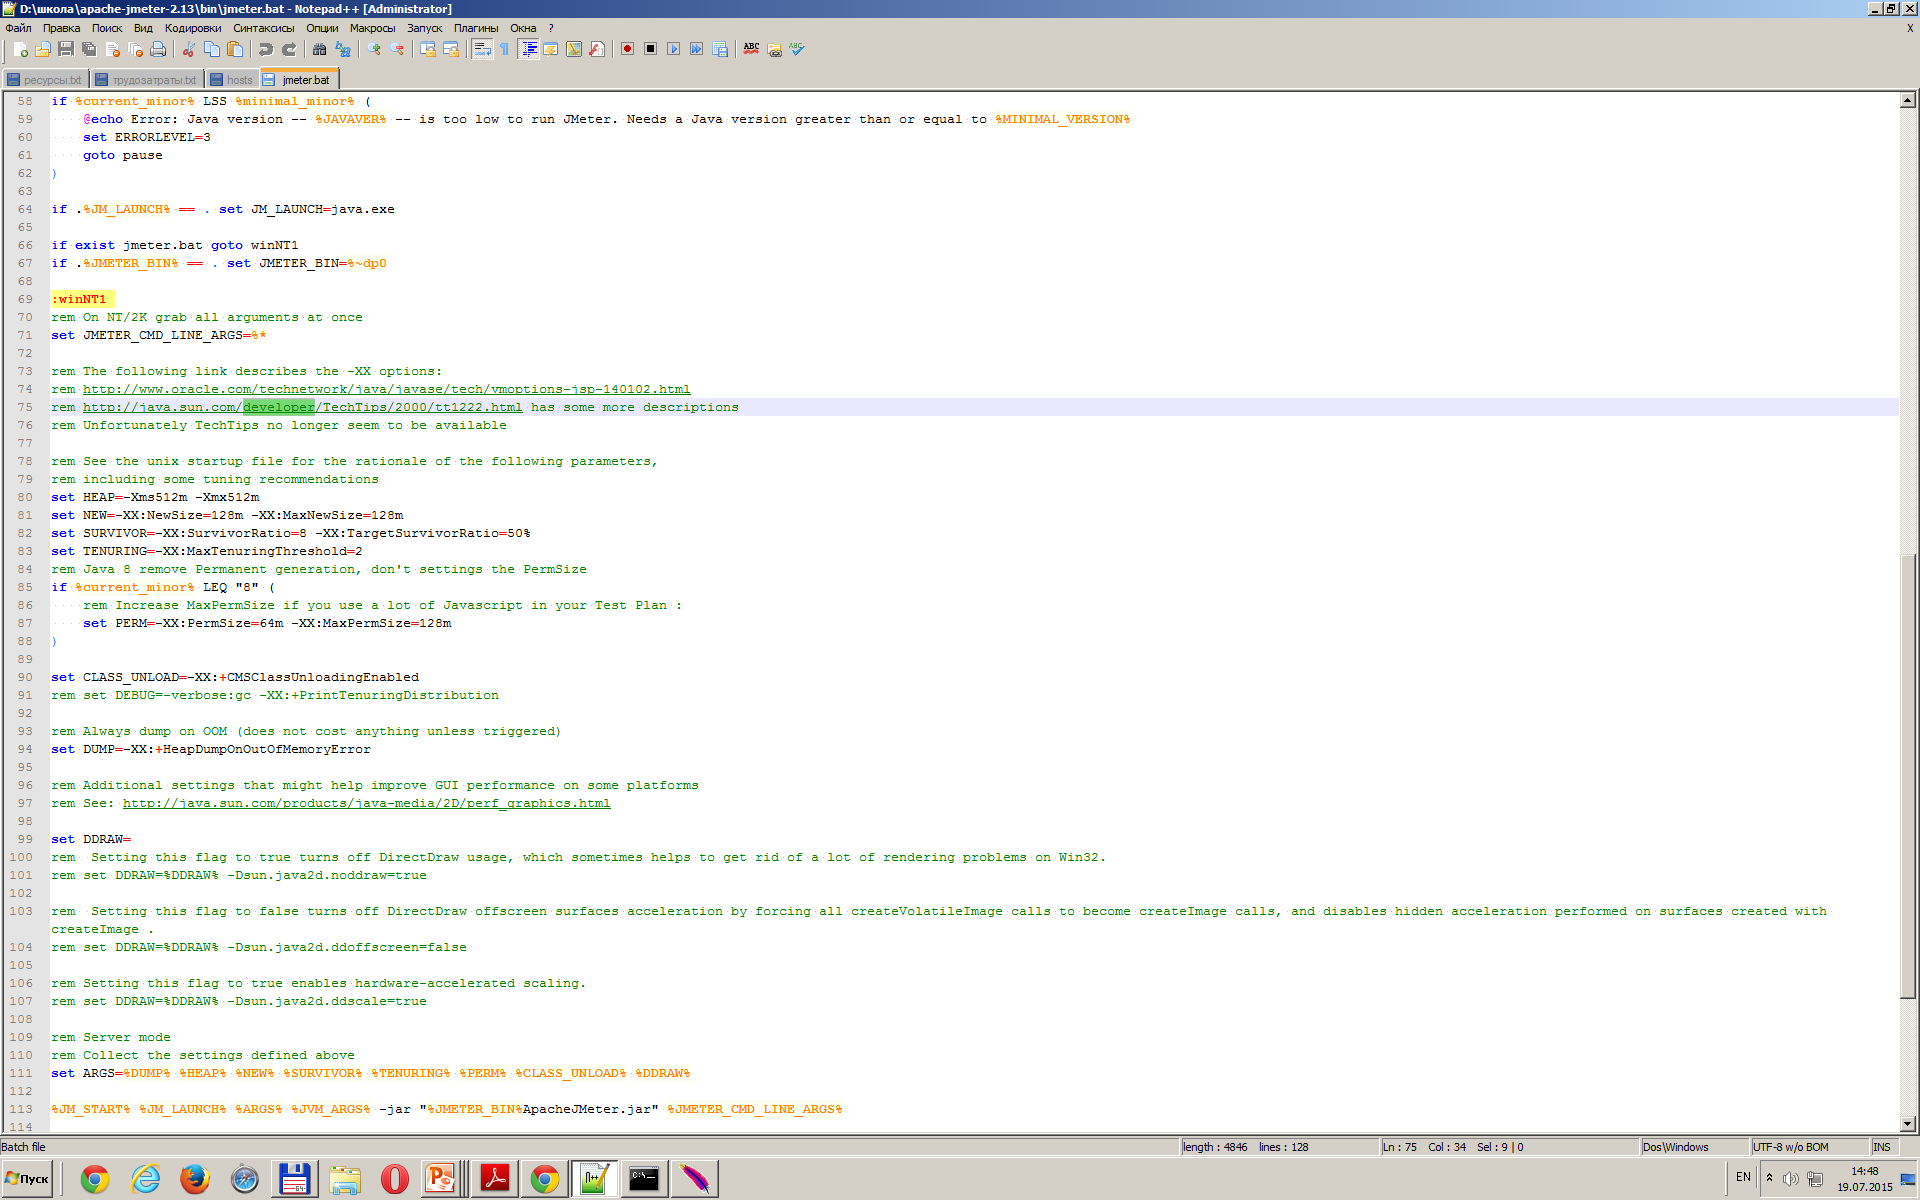 D:\школа\apache-jmeter-2.13\bin\jmeter.bat - Notepad++ [Administrator]
Файл Правка Поиск Вид Кодировки Синтаксисы Опции Макросы Запуск Плагины Окна ? X
ресурсы.txt трудозатраты.txt hosts jmeter.bat
58 if %current_minor% LSS %minimal_minor% (
59 @echo Error: Java version -- %JAVAVER% -- is too low to run JMeter. Needs a Java version greater than or equal to %MINIMAL_VERSION%
60 set ERRORLEVEL=3
61 goto pause
62 )
63
64 if .%JM_LAUNCH% == . set JM_LAUNCH=java.exe
65
66 if exist jmeter.bat goto winNT1
67 if .%JMETER_BIN% == . set JMETER_BIN=%~dp0
68
69 :winNT1
70 rem On NT/2K grab all arguments at once
71 set JMETER_CMD_LINE_ARGS=%*
72
73 rem The following link describes the -XX options:
74 rem http://www.oracle.com/technetwork/java/javase/tech/vmoptions-jsp-140102.html
75 rem http://java.sun.com/developer/TechTips/2000/tt1222.html has some more descriptions
76 rem Unfortunately TechTips no longer seem to be available
77
78 rem See the unix startup file for the rationale of the following parameters,
79 rem including some tuning recommendations
80 set HEAP=-Xms512m -Xmx512m
81 set NEW=-XX:NewSize=128m -XX:MaxNewSize=128m
82 set SURVIVOR=-XX:SurvivorRatio=8 -XX:TargetSurvivorRatio=50%
83 set TENURING=-XX:MaxTenuringThreshold=2
84 rem Java 8 remove Permanent generation, don't settings the PermSize
85 if %current_minor% LEQ "8" (
86 rem Increase MaxPermSize if you use a lot of Javascript in your Test Plan :
87 set PERM=-XX:PermSize=64m -XX:MaxPermSize=128m
88 )
89
90 set CLASS_UNLOAD=-XX:+CMSClassUnloadingEnabled
91 rem set DEBUG=-verbose:gc -XX:+PrintTenuringDistribution
92
93 rem Always dump on OOM (does not cost anything unless triggered)
94 set DUMP=-XX:+HeapDumpOnOutOfMemoryError
95
96 rem Additional settings that might help improve GUI performance on some platforms
97 rem See: http://java.sun.com/products/java-media/2D/perf_graphics.html
98
99 set DDRAW=
100 rem Setting this flag to true turns off DirectDraw usage, which sometimes helps to get rid of a lot of rendering problems on Win32.
101 rem set DDRAW=%DDRAW% -Dsun.java2d.noddraw=true
102
103 rem Setting this flag to false turns off DirectDraw offscreen surfaces acceleration by forcing all createVolatileImage calls to become createImage calls, and disables hidden acceleration performed on surfaces created with
createImage .
104 rem set DDRAW=%DDRAW% -Dsun.java2d.ddoffscreen=false
105
106 rem Setting this flag to true enables hardware-accelerated scaling.
107 rem set DDRAW=%DDRAW% -Dsun.java2d.ddscale=true
108
109 rem Server mode
110 rem Collect the settings defined above
111 set ARGS=%DUMP% %HEAP% %NEW% %SURVIVOR% %TENURING% %PERM% %CLASS_UNLOAD% %DDRAW%
112
113 %JM_START% %JM_LAUNCH% %ARGS% %JVM_ARGS% -jar "%JMETER_BIN%ApacheJMeter.jar" %JMETER_CMD_LINE_ARGS%
114
Batch file length : 4846 lines : 128 Ln : 75 Col : 34 Sel : 9 | 0 Dos\Windows UTF-8 w/o BOM INS
Пуск EN 14:48
19.07.2015